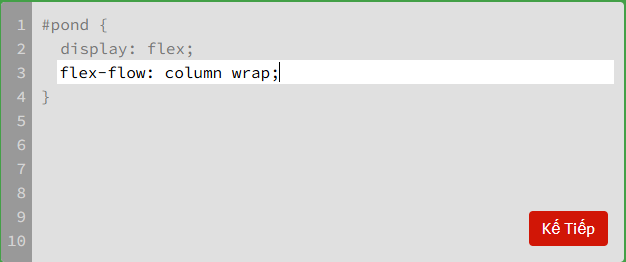 1 #pond {
2 display: flex;
3 flex-flow: column wrap;
4 }
5
6
7
8
9
10
Kế Tiếp